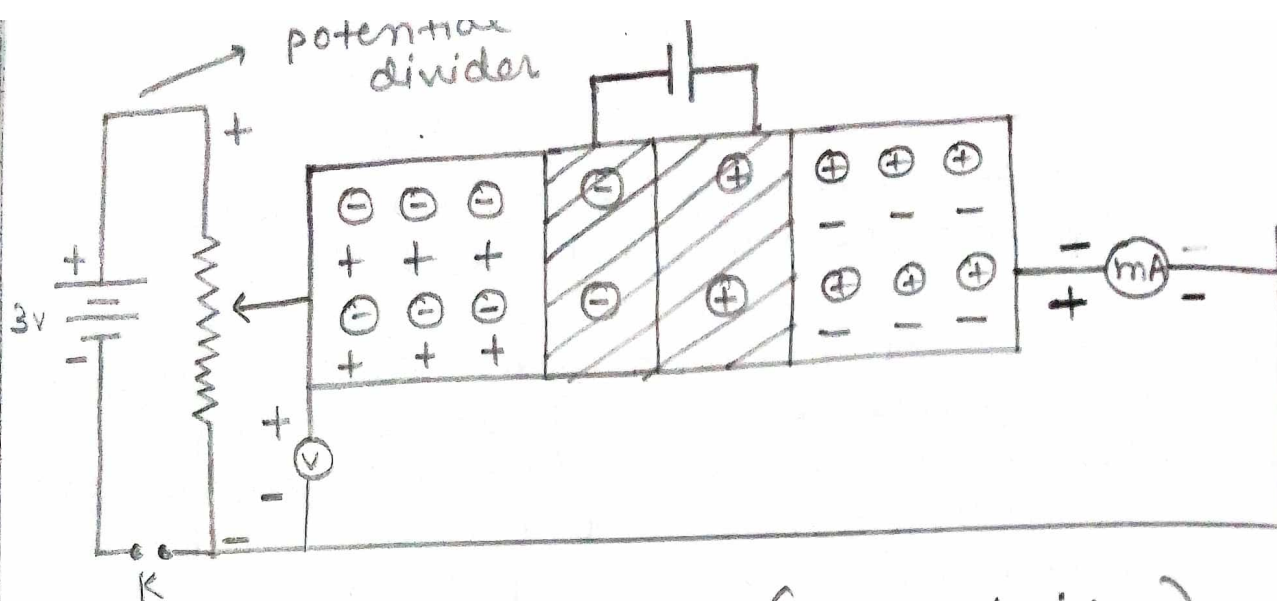 potential
divider
+
+
3v
-
⊖ ⊖ ⊖
+ + +
⊖ ⊖ ⊖
+ + +
⊖
⊖
⊕
⊕
⊕ ⊕ ⊕
- - -
⊕ ⊕ ⊕
- - -
- mA -
+ -
+
V
-
-
K